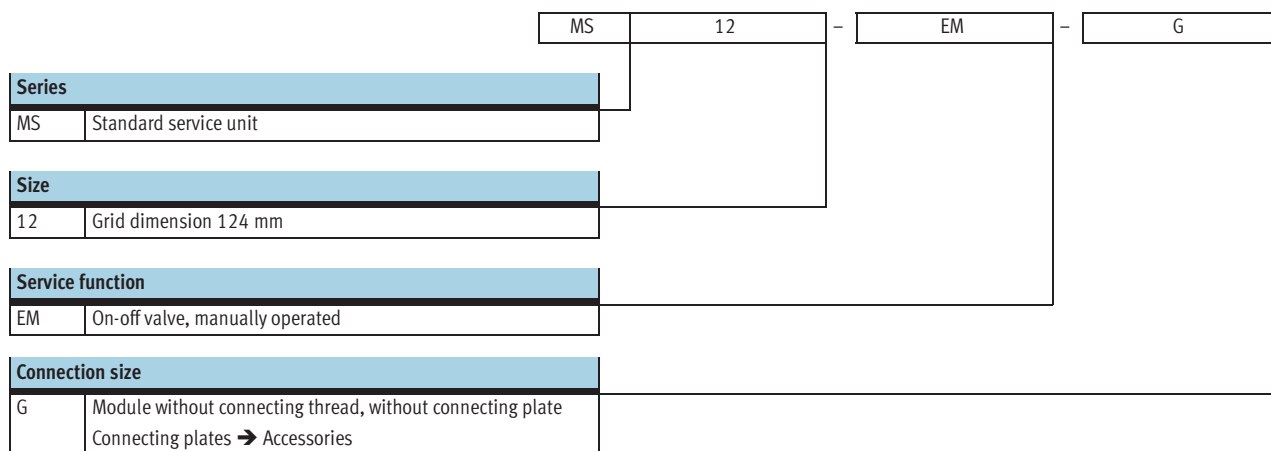 MS 12 – EM – G
Series
MS Standard service unit
Size
12 Grid dimension 124 mm
Service function
EM On-off valve, manually operated
Connection size
G Module without connecting thread, without connecting plate
Connecting plates ➔ Accessories